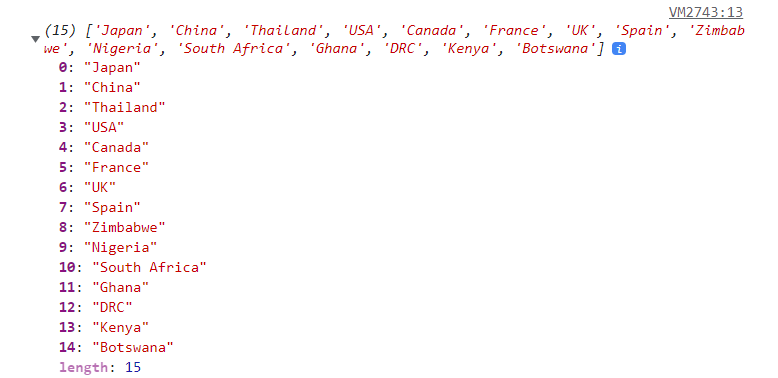 VM2743:13
(15) ['Japan', 'China', 'Thailand', 'USA', 'Canada', 'France', 'UK', 'Spain', 'Zimbab
we', 'Nigeria', 'South Africa', 'Ghana', 'DRC', 'Kenya', 'Botswana'] i
0: "Japan"
1: "China"
2: "Thailand"
3: "USA"
4: "Canada"
5: "France"
6: "UK"
7: "Spain"
8: "Zimbabwe"
9: "Nigeria"
10: "South Africa"
11: "Ghana"
12: "DRC"
13: "Kenya"
14: "Botswana"
length: 15